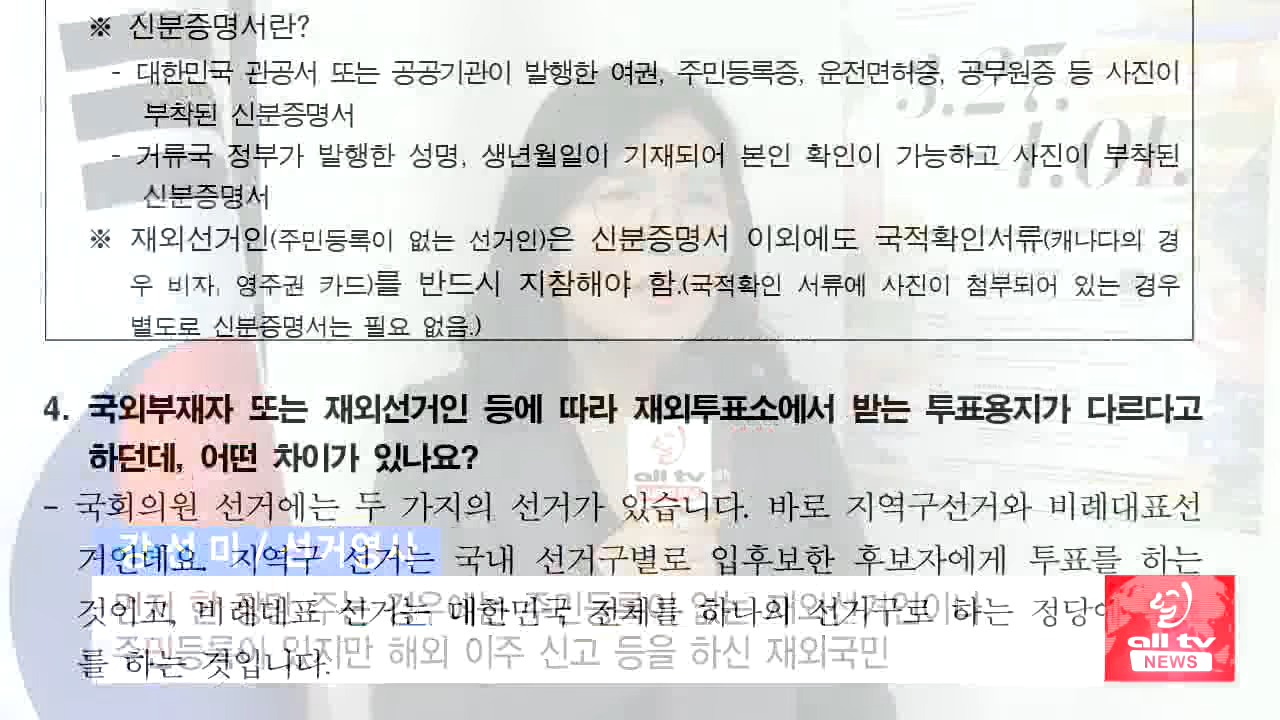 ※ 신분증명서란?
- 대한민국 관공서 또는 공공기관이 발행한 여권, 주민등록증, 운전면허증, 공무원증 등 사진이
부착된 신분증명서
- 거류국 정부가 발행한 성명, 생년월일이 기재되어 본인 확인이 가능하고 사진이 부착된
신분증명서
※ 재외선거인(주민등록이 없는 선거인)은 신분증명서 이외에도 국적확인서류(캐나다의 경
우 비자, 영주권 카드)를 반드시 지참해야 함.(국적확인 서류에 사진이 첨부되어 있는 경우
별도로 신분증명서는 필요 없음.)
3.27.
4.01.
4. 국외부재자 또는 재외선거인 등에 따라 재외투표소에서 받는 투표용지가 다르다고
하던데, 어떤 차이가 있나요?
all tv
- 국회의원 선거에는 두 가지의 선거가 있습니다. 바로 지역구선거와 비례대표선
거인데요. 지역구 선거는 국내 선거구별로 입후보한 후보자에게 투표를 하는
것이고, 비례대표 선거는 대한민국 전체를 하나의 선거구로 하는 정당에
를 하는 것입니다.
/ 선거영사
주민등록이 있지만 해외 이주 신고 등을 하신 재외국민
all tv
NEWS